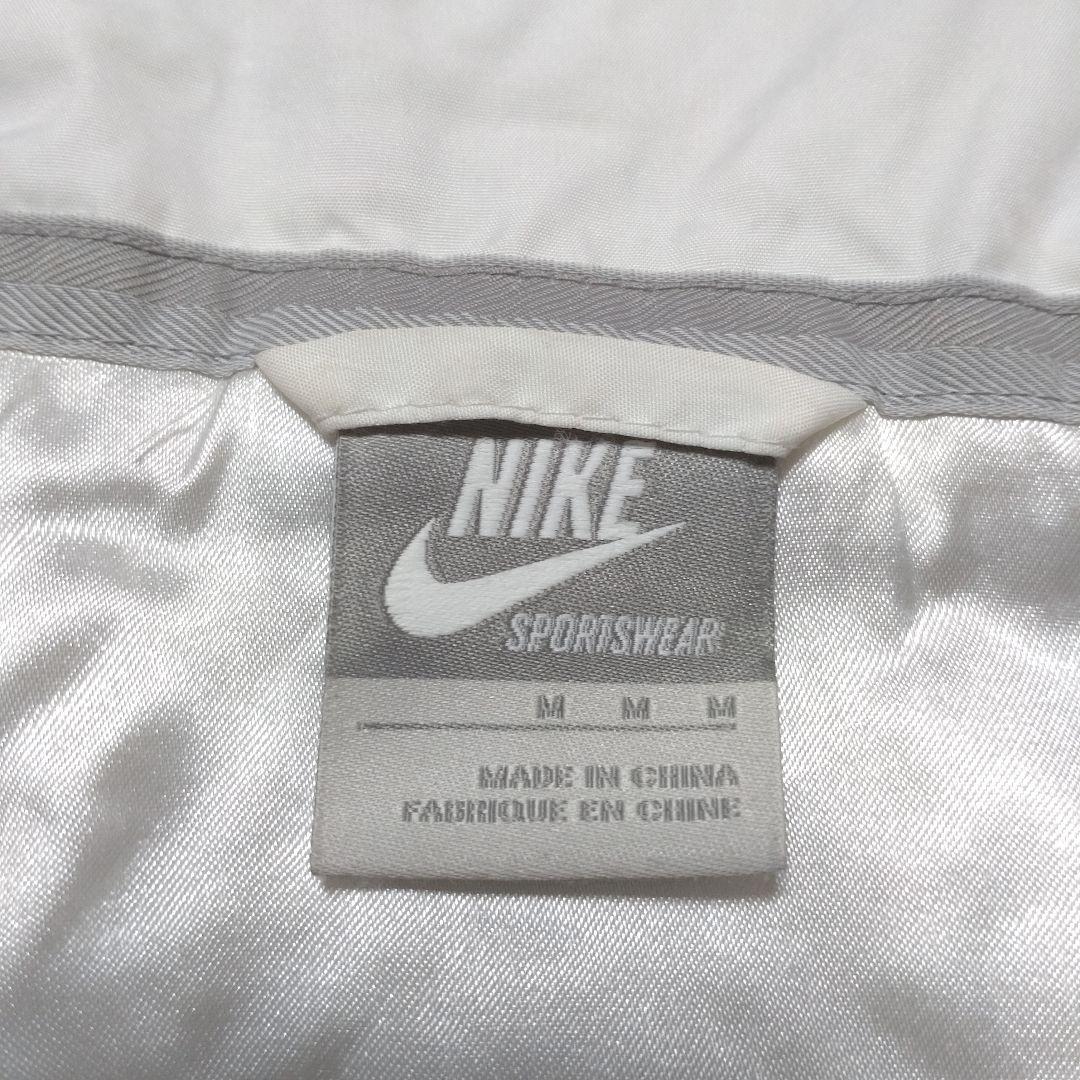 NIKE
SPORTSWEAR
M M M
MADE IN CHINA
FABRIQUE EN CHINE